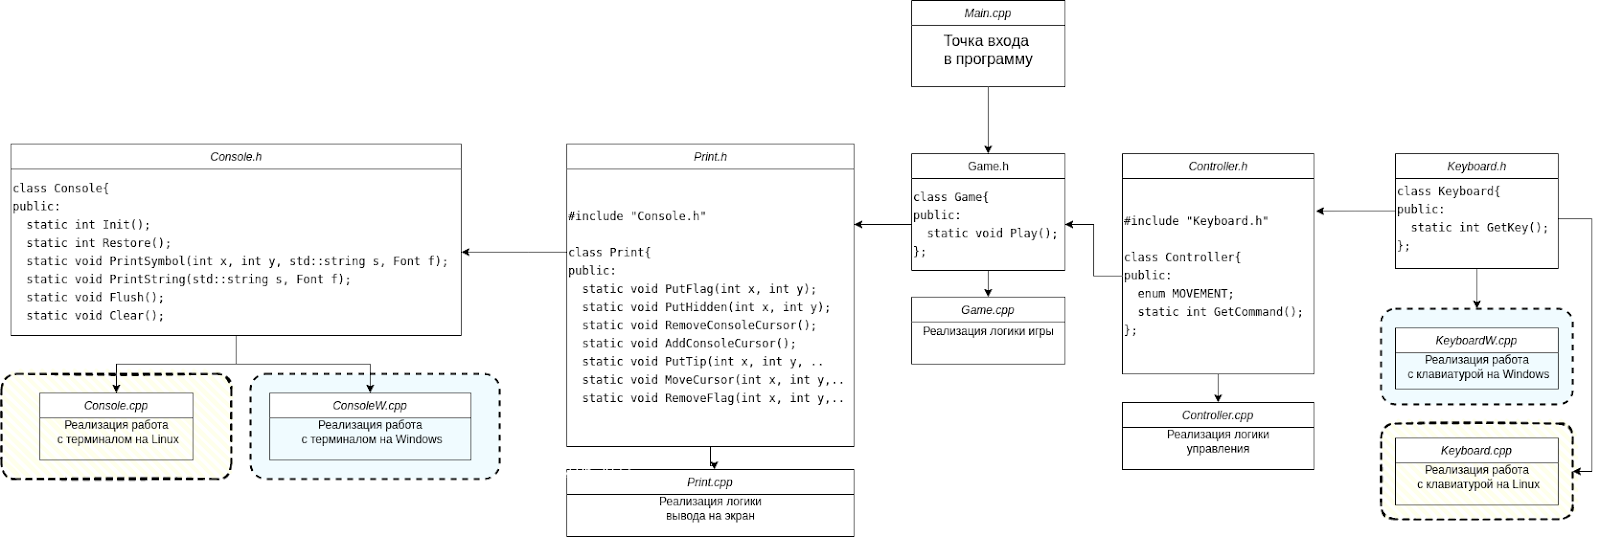 Main.cpp
Точка входа
в программу
Console.h
class Console{
public:
static int Init();
static int Restore();
static void PrintSymbol(int x, int y, std::string s, Font f);
static void PrintString(std::string s, Font f);
static void Flush();
static void Clear();
Console.cpp
Реализация работа
с терминалом на Linux
ConsoleW.cpp
Реализация работа
с терминалом на Windows
Print.h
#include "Console.h"
class Print{
public:
static void PutFlag(int x, int y);
static void PutHidden(int x, int y);
static void RemoveConsoleCursor();
static void AddConsoleCursor();
static void PutTip(int x, int y, ..
static void MoveCursor(int x, int y,..
static void RemoveFlag(int x, int y,..
Print.cpp
Реализация логики
вывода на экран
Game.h
class Game{
public:
static void Play();
};
Game.cpp
Реализация логики игры
Controller.h
#include "Keyboard.h"
class Controller{
public:
enum MOVEMENT;
static int GetCommand();
};
Controller.cpp
Реализация логики
управления
Keyboard.h
class Keyboard{
public:
static int GetKey();
};
KeyboardW.cpp
Реализация работа
с клавиатурой на Windows
Keyboard.cpp
Реализация работа
с клавиатурой на Linux